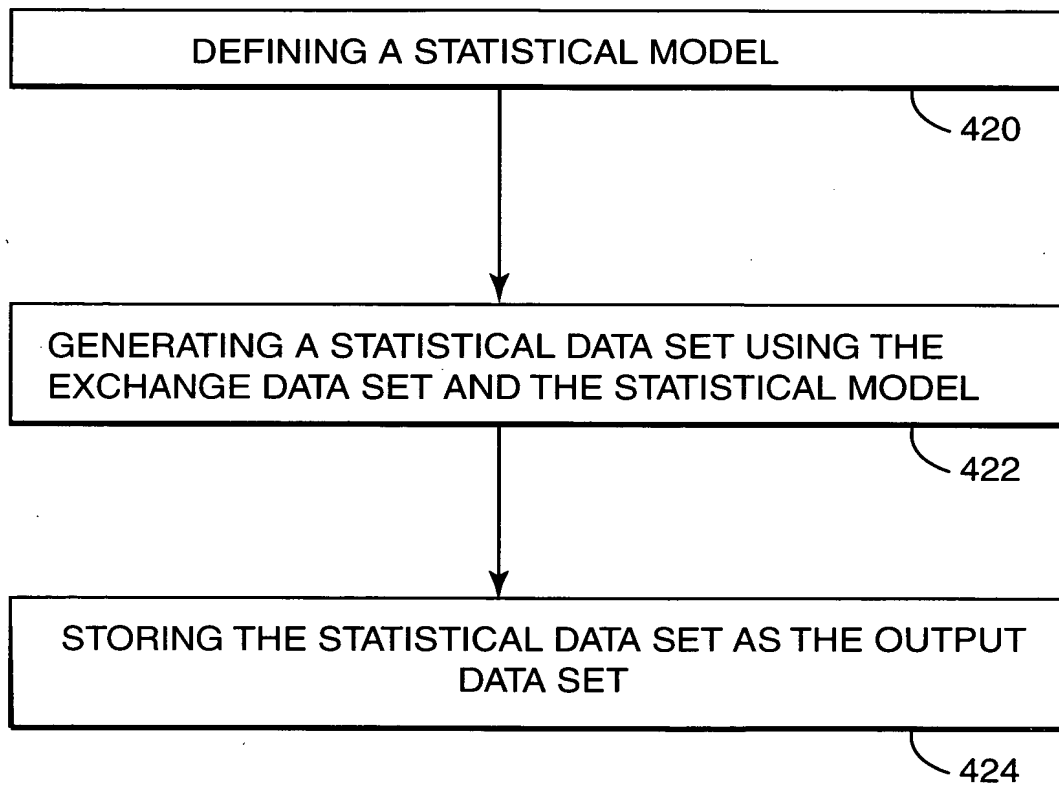 DEFINING A STATISTICAL MODEL
420
GENERATING A STATISTICAL DATA SET USING THE
EXCHANGE DATA SET AND THE STATISTICAL MODEL
422
STORING THE STATISTICAL DATA SET AS THE OUTPUT
DATA SET
424